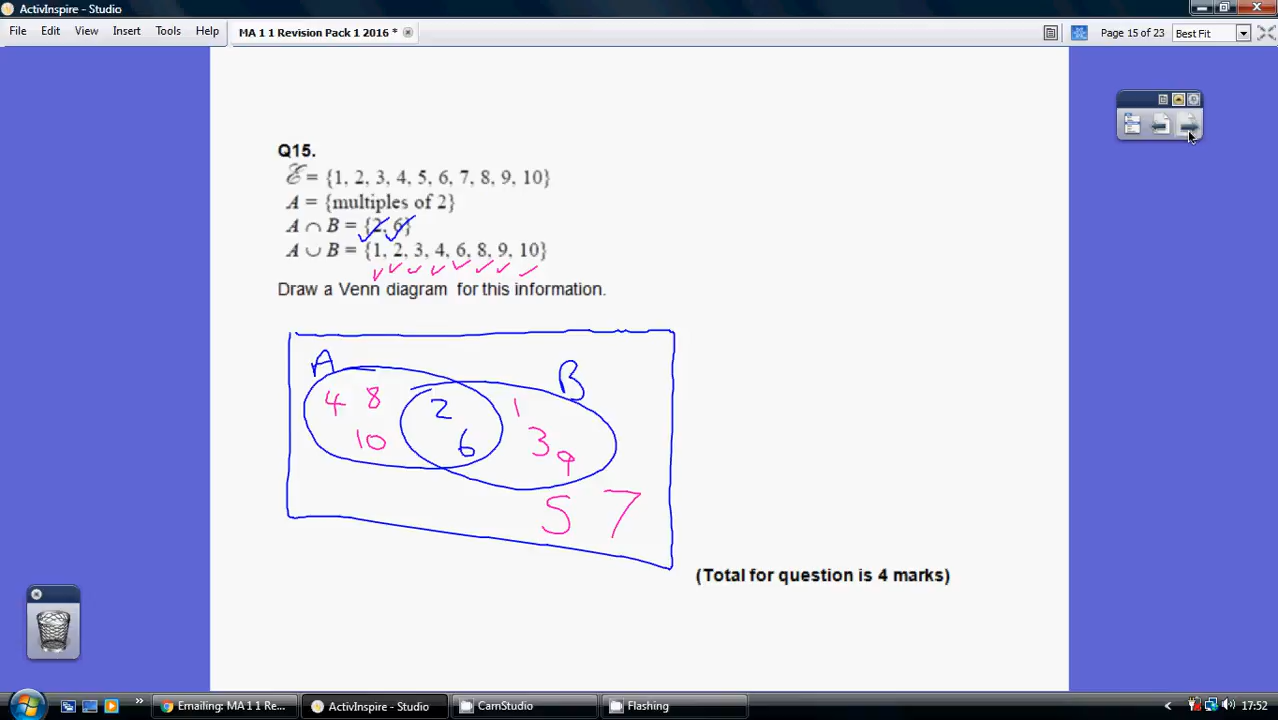 ActivInspire - Studio
File Edit View Insert Tools Help
MA 1 1 Revision Pack 1 2016 *
Page 15 of 23
Best Fit
Q15.
ℰ = {1, 2, 3, 4, 5, 6, 7, 8, 9, 10}
A = {multiples of 2}
A ∩ B = {2, 6}
A ∪ B = {1, 2, 3, 4, 6, 8, 9, 10}
Draw a Venn diagram for this information.
A B
4 8 2 1
10 6 3 9
5 7
(Total for question is 4 marks)
Emailing: MA 1 1 Re... ActivInspire - Studio CamStudio Flashing 17:52